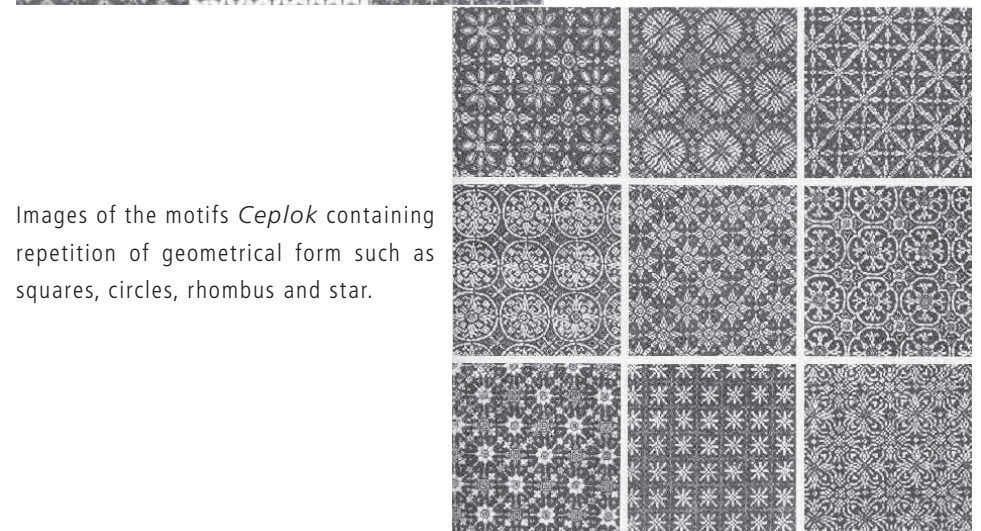 Images of the motifs Ceplok containing
repetition of geometrical form such as
squares, circles, rhombus and star.